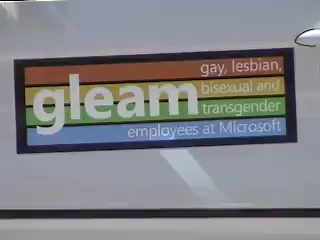 gleam
gay, lesbian,
bisexual and
transgender
employees at Microsoft